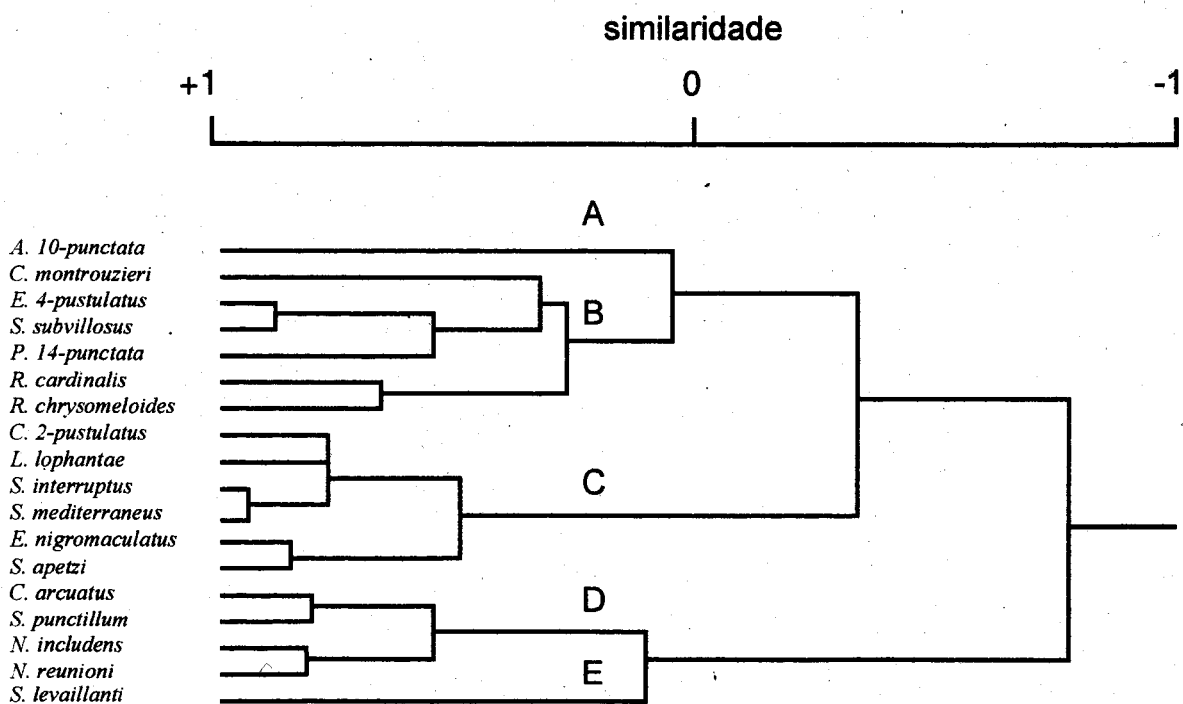 similaridade
+1 0 -1
A
A. 10-punctata
C. montrouzieri
E. 4-pustulatus
B
S. subvillosus
P. 14-punctata
R. cardinalis
R. chrysomeloides
C. 2-pustulatus
L. lophantae
C
S. interruptus
S. mediterraneus
E. nigromaculatus
S. apetzi
C. arcuatus
D
S. punctillum
N. includens
N. reunioni
E
S. levaillanti